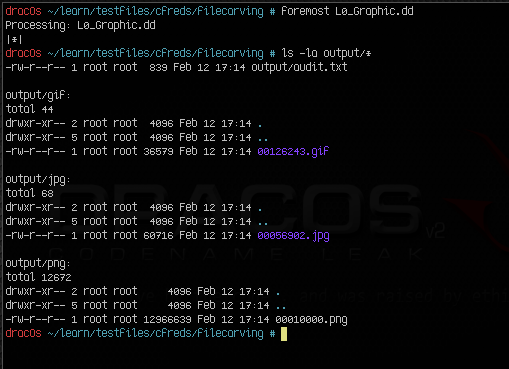 dracOs ~/learn/testfiles/cfreds/filecarving # foremost L0_Graphic.dd
Processing: L0_Graphic.dd
|*|
dracOs ~/learn/testfiles/cfreds/filecarving # ls -la output/*
-rw-r--r-- 1 root root  839 Feb 12 17:14 output/audit.txt

output/gif:
total 44
drwxr-xr-- 2 root root  4096 Feb 12 17:14 .
drwxr-xr-- 5 root root  4096 Feb 12 17:14 ..
-rw-r--r-- 1 root root 36579 Feb 12 17:14 00126243.gif

output/jpg:
total 68
drwxr-xr-- 2 root root  4096 Feb 12 17:14 .
drwxr-xr-- 5 root root  4096 Feb 12 17:14 ..
-rw-r--r-- 1 root root 60716 Feb 12 17:14 00056902.jpg
DRACOS v2
CODENAME LEAK

output/png:
total 12672
drwxr-xr-- 2 root root     4096 Feb 12 17:14 .
drwxr-xr-- 5 root root     4096 Feb 12 17:14 ..
-rw-r--r-- 1 root root 12966639 Feb 12 17:14 00010000.png
dracOs ~/learn/testfiles/cfreds/filecarving #